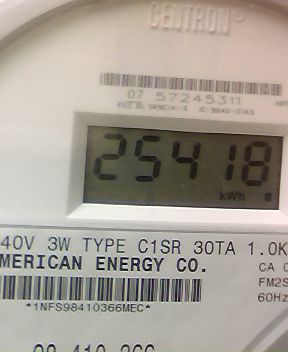 CENTRON
07 57245311
25418
kWh
40V 3W TYPE C1SR 30TA 1.0K
MERICAN ENERGY CO.
CA 0
FM2S
60Hz
*1NFS98410366MEC*